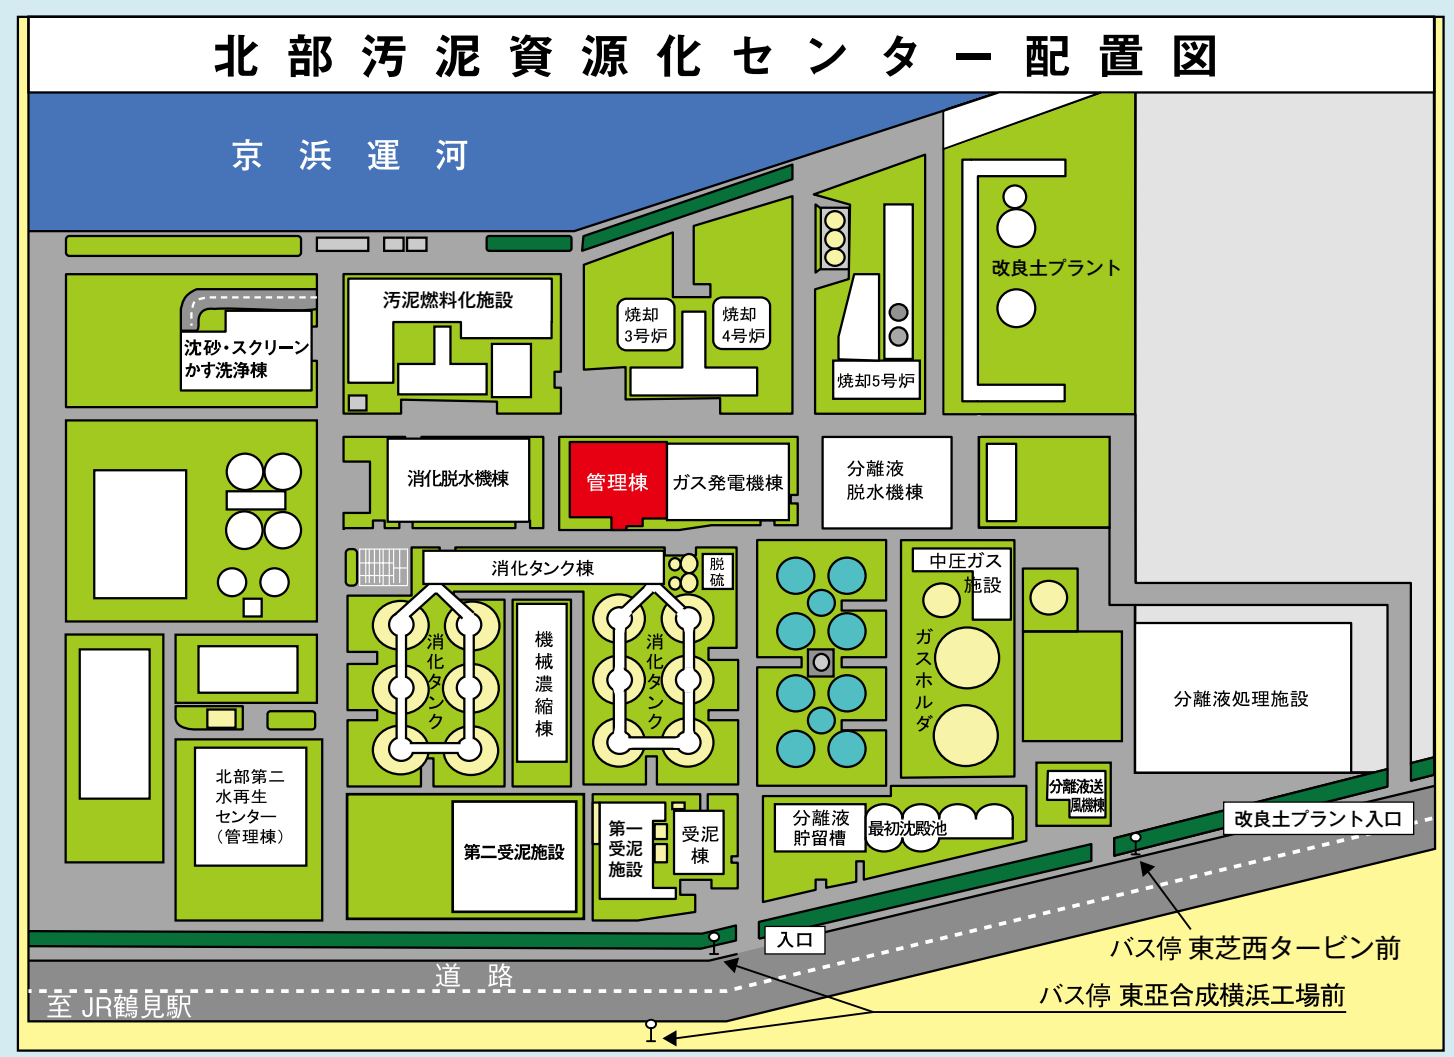 北部汚泥資源化センター配置図
京浜運河
改良土プラント
汚泥燃料化施設
焼却
3号炉
焼却
4号炉
沈砂・スクリーン
かす洗浄棟
焼却5号炉
消化脱水機棟
管理棟
ガス発電機棟
分離液
脱水機棟
消化タンク棟
脱
硫
中圧ガス
施設
消化タンク
機械濃縮棟
消化タンク
ガスホルダ
分離液処理施設
北部第二
水再生
センター
（管理棟）
第二受泥施設
第一
受泥
施設
受泥
棟
分離液
貯留槽
最初沈殿池
分離液送
風機棟
改良土プラント入口
入口
バス停 東芝西タービン前
道路
バス停 東亞合成横浜工場前
至 JR鶴見駅